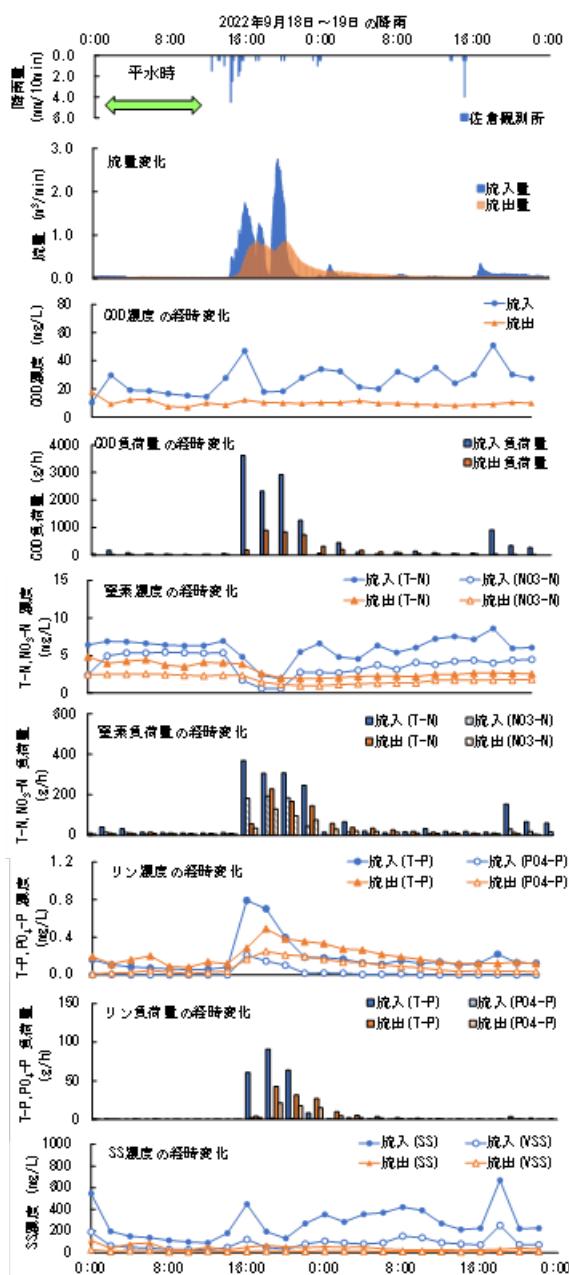 2022年9月18日～19日の降雨
0:00 8:00 16:00 0:00 8:00 16:00 0:00
降雨量
(mm/10min)
0.0
2.0
4.0
6.0
平水時
佐倉観測所
流量変化
流量 (m³/min)
3.0
2.0
1.0
0.0
流入量
流出量
COD濃度の経時変化
COD濃度 (mg/L)
80
60
40
20
0
流入
流出
COD負荷量の経時変化
COD負荷量 (g/h)
4000
3000
2000
1000
0
流入負荷量
流出負荷量
窒素濃度の経時変化
T-N,NO₃-N 濃度
(mg/L)
15
10
5
0
流入(T-N) 流入(NO3-N)
流出(T-N) 流出(NO3-N)
窒素負荷量の経時変化
T-N,NO₃-N 負荷量
(g/h)
600
400
200
0
流入(T-N) 流入(NO3-N)
流出(T-N) 流出(NO3-N)
リン濃度の経時変化
T-P,PO₄-P 濃度
(mg/L)
1.2
0.8
0.4
0.0
流入(T-P) 流入(PO4-P)
流出(T-P) 流出(PO4-P)
リン負荷量の経時変化
T-P,PO₄-P 負荷量
(g/h)
150
100
50
0
流入(T-P) 流入(PO4-P)
流出(T-P) 流出(PO4-P)
SS濃度の経時変化
SS濃度 (mg/L)
1000
800
600
400
200
0
流入(SS) 流入(VSS)
流出(SS) 流出(VSS)
0:00 8:00 16:00 0:00 8:00 16:00 0:00